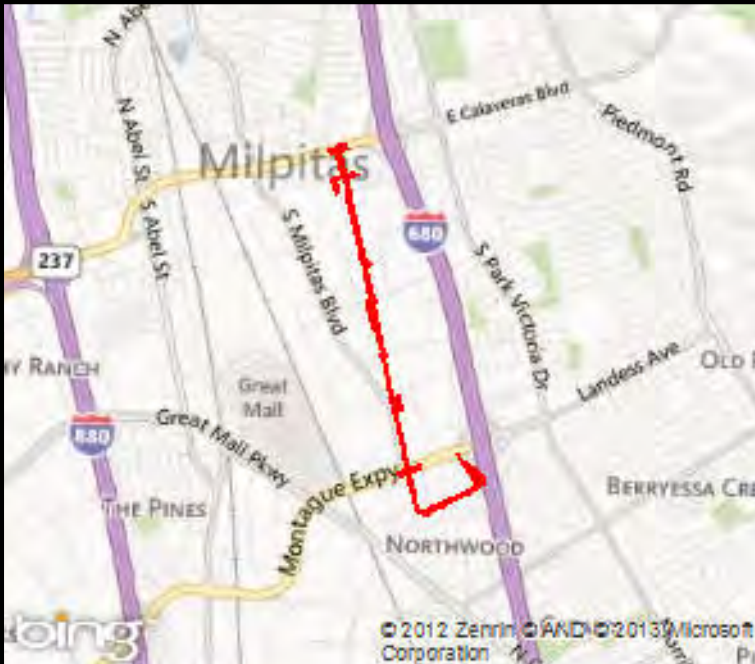 N Abel
E Calaveras Blvd
Piedmont Rd
N Abel St
Milpitas
S Abel St
S Milpitas Blvd
680
237
S Park Victoria Dr
RANCH
Great
Mall
Landess Ave
OLD
880
Great Mall Pkwy
Montague Expy
THE PINES
BERRYESSA CRE
NORTHWOOD
bing
© 2012 Zenrin © AND © 2013 Microsoft
Corporation